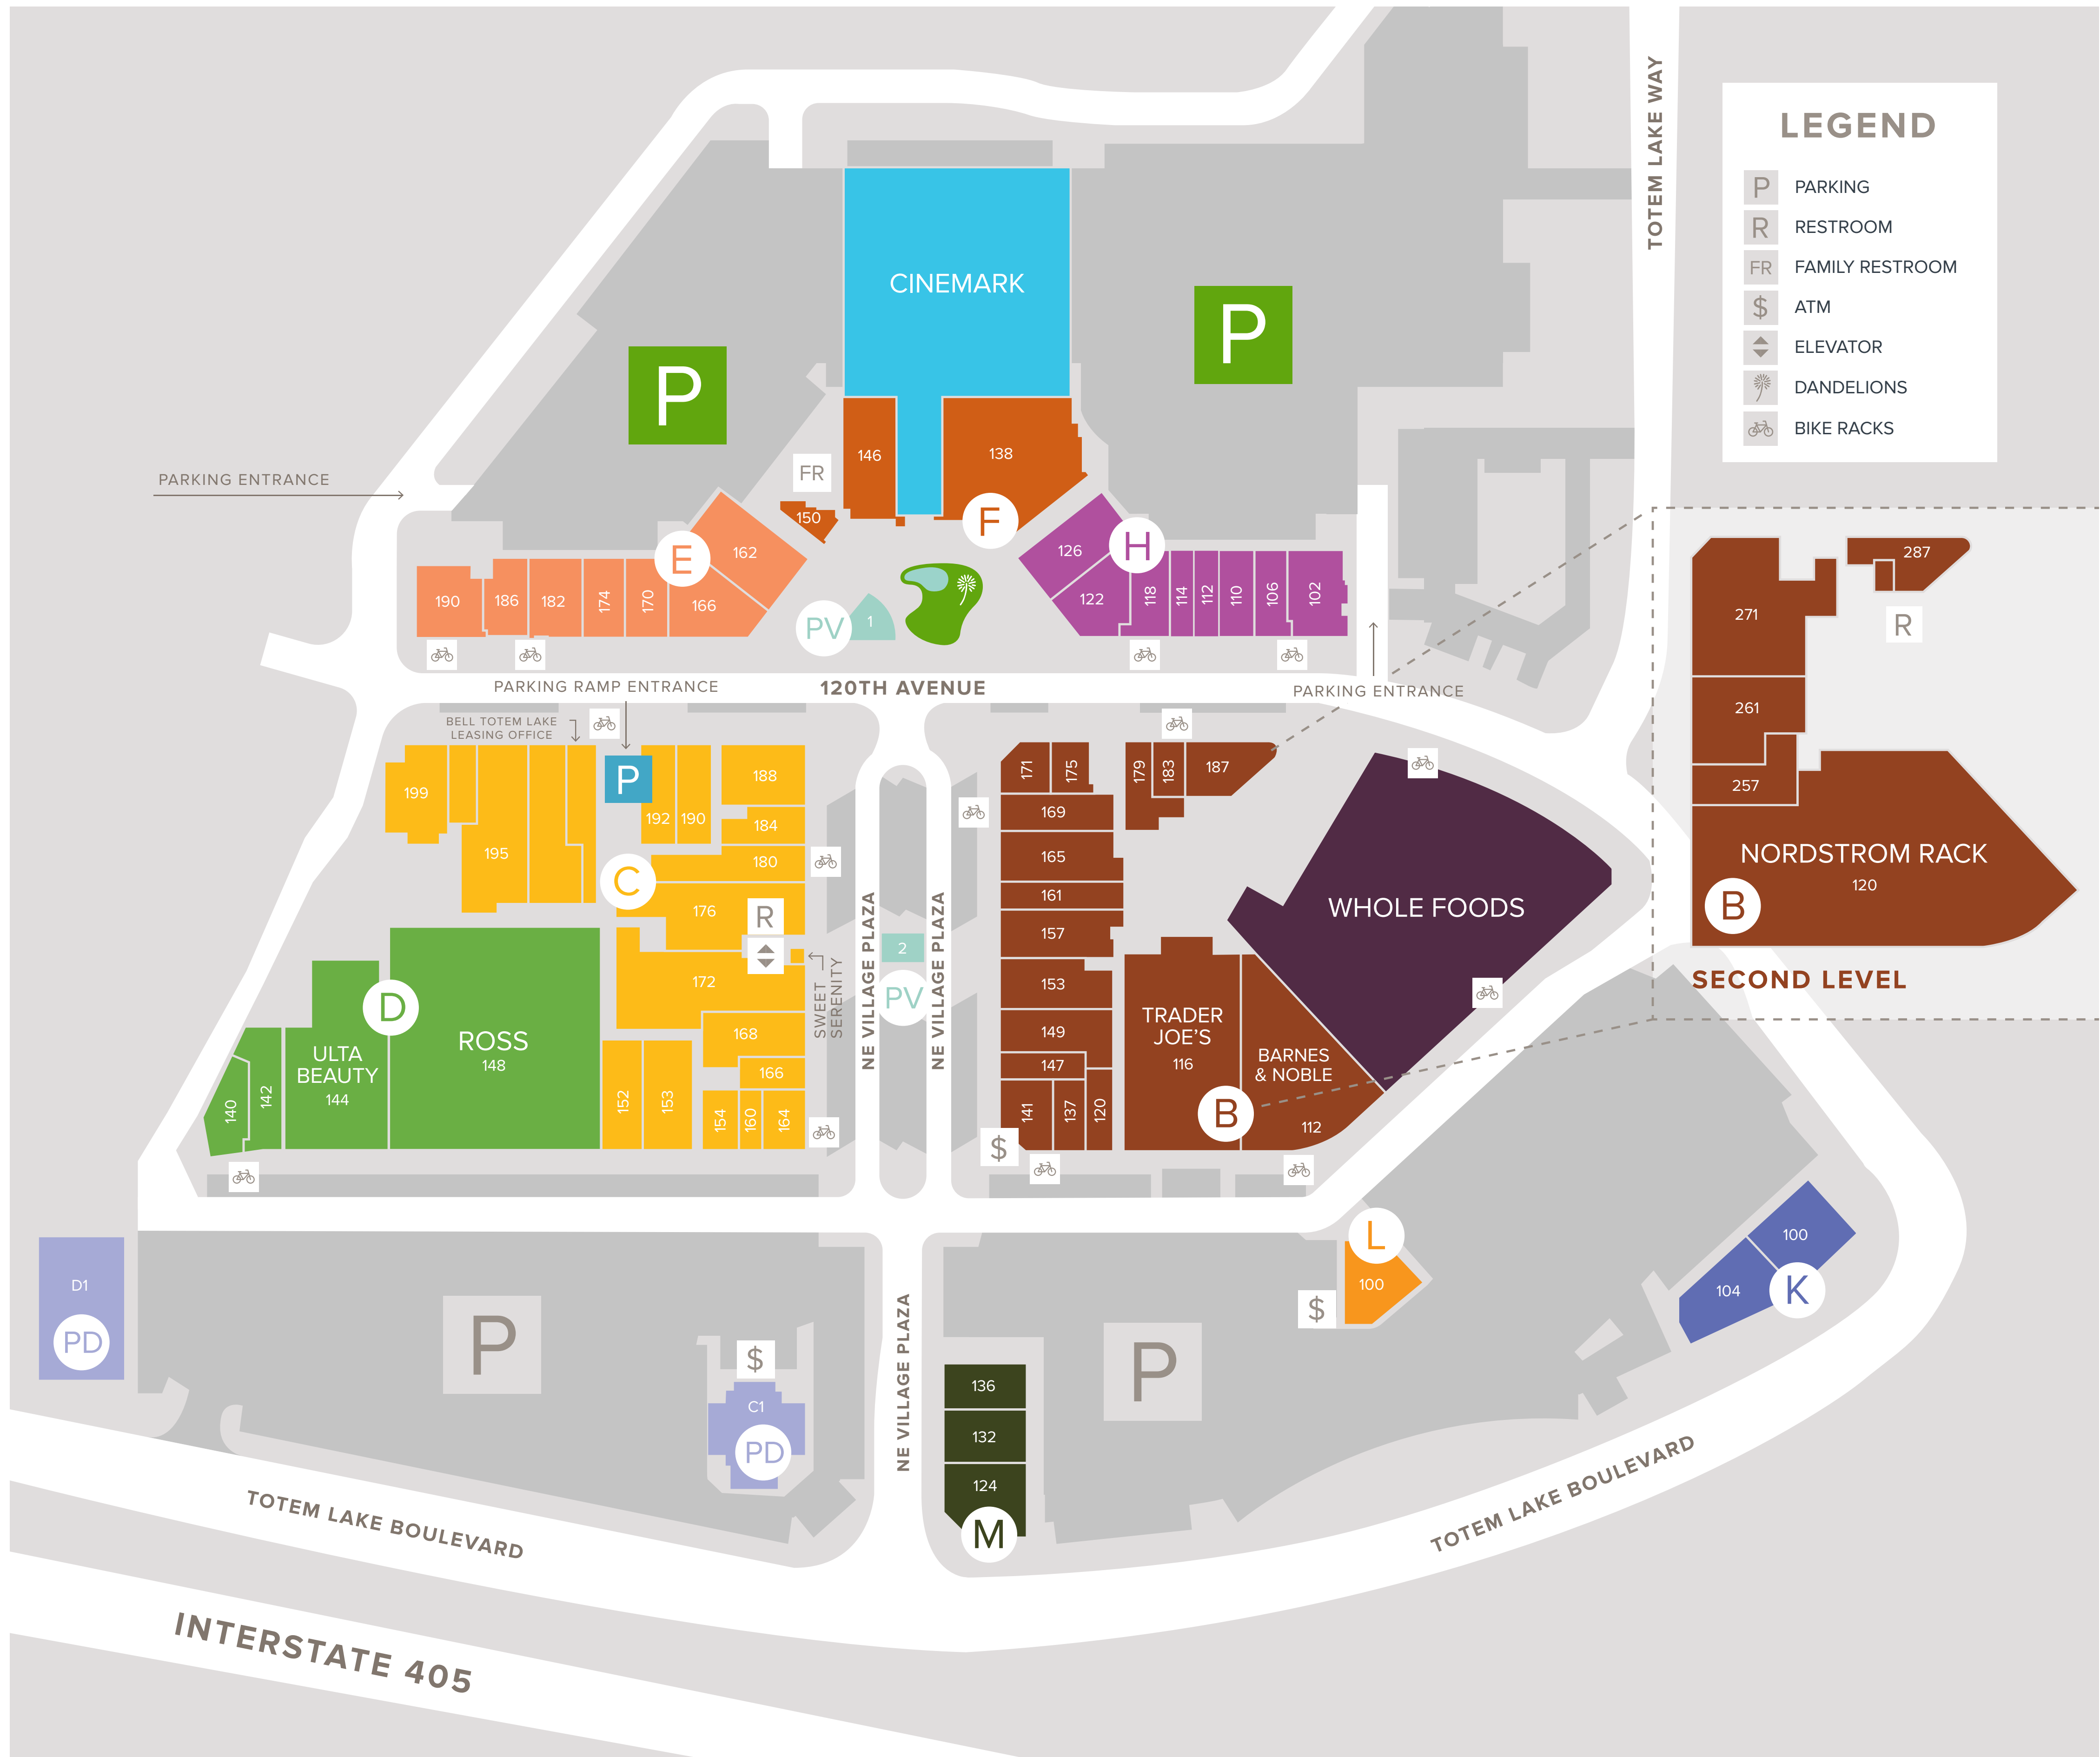 TOTEM LAKE WAY
LEGEND
P PARKING
R RESTROOM
FR FAMILY RESTROOM
$ ATM
ELEVATOR
DANDELIONS
BIKE RACKS
CINEMARK
P
P
PARKING ENTRANCE
FR
146
138
F
150
E
162
190
186
182
174
170
166
PV
1
126
H
122
118
114
112
110
106
102
PARKING RAMP ENTRANCE
120TH AVENUE
PARKING ENTRANCE
BELL TOTEM LAKE
LEASING OFFICE
P
199
195
192
190
188
184
180
C
176
R
172
SWEET
SERENITY
168
166
152
153
154
160
164
D
ROSS
148
ULTA
BEAUTY
144
142
140
NE VILLAGE PLAZA
NE VILLAGE PLAZA
2
PV
171
175
179
183
187
169
165
161
157
153
149
147
141
137
120
$
TRADER
JOE'S
116
B
BARNES
& NOBLE
112
WHOLE FOODS
287
271
R
261
257
NORDSTROM RACK
120
B
SECOND LEVEL
D1
PD
P
$
C1
PD
NE VILLAGE PLAZA
136
132
124
M
P
L
100
$
100
104
K
TOTEM LAKE BOULEVARD
TOTEM LAKE BOULEVARD
INTERSTATE 405